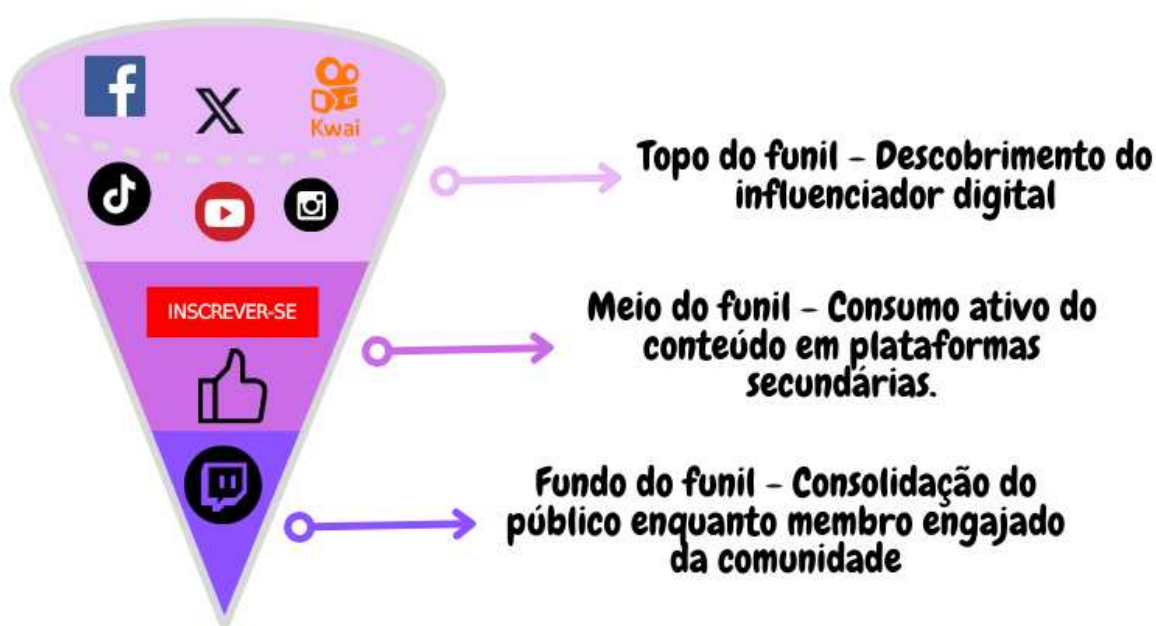 Kwai
Topo do funil – Descobrimento do
influenciador digital
INSCREVER-SE
Meio do funil – Consumo ativo do
conteúdo em plataformas
secundárias.
Fundo do funil – Consolidação do
público enquanto membro engajado
da comunidade